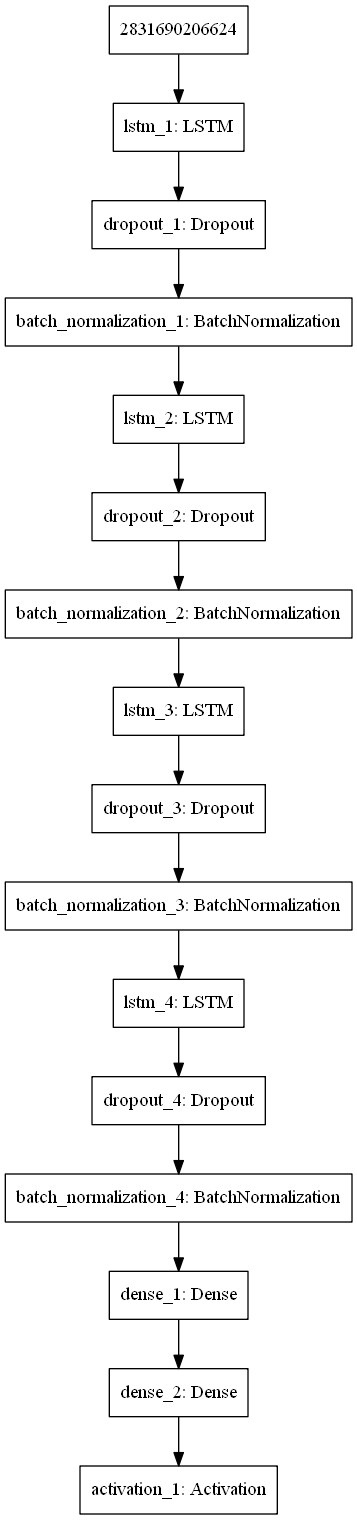 2831690206624
lstm_1: LSTM
dropout_1: Dropout
batch_normalization_1: BatchNormalization
lstm_2: LSTM
dropout_2: Dropout
batch_normalization_2: BatchNormalization
lstm_3: LSTM
dropout_3: Dropout
batch_normalization_3: BatchNormalization
lstm_4: LSTM
dropout_4: Dropout
batch_normalization_4: BatchNormalization
dense_1: Dense
dense_2: Dense
activation_1: Activation